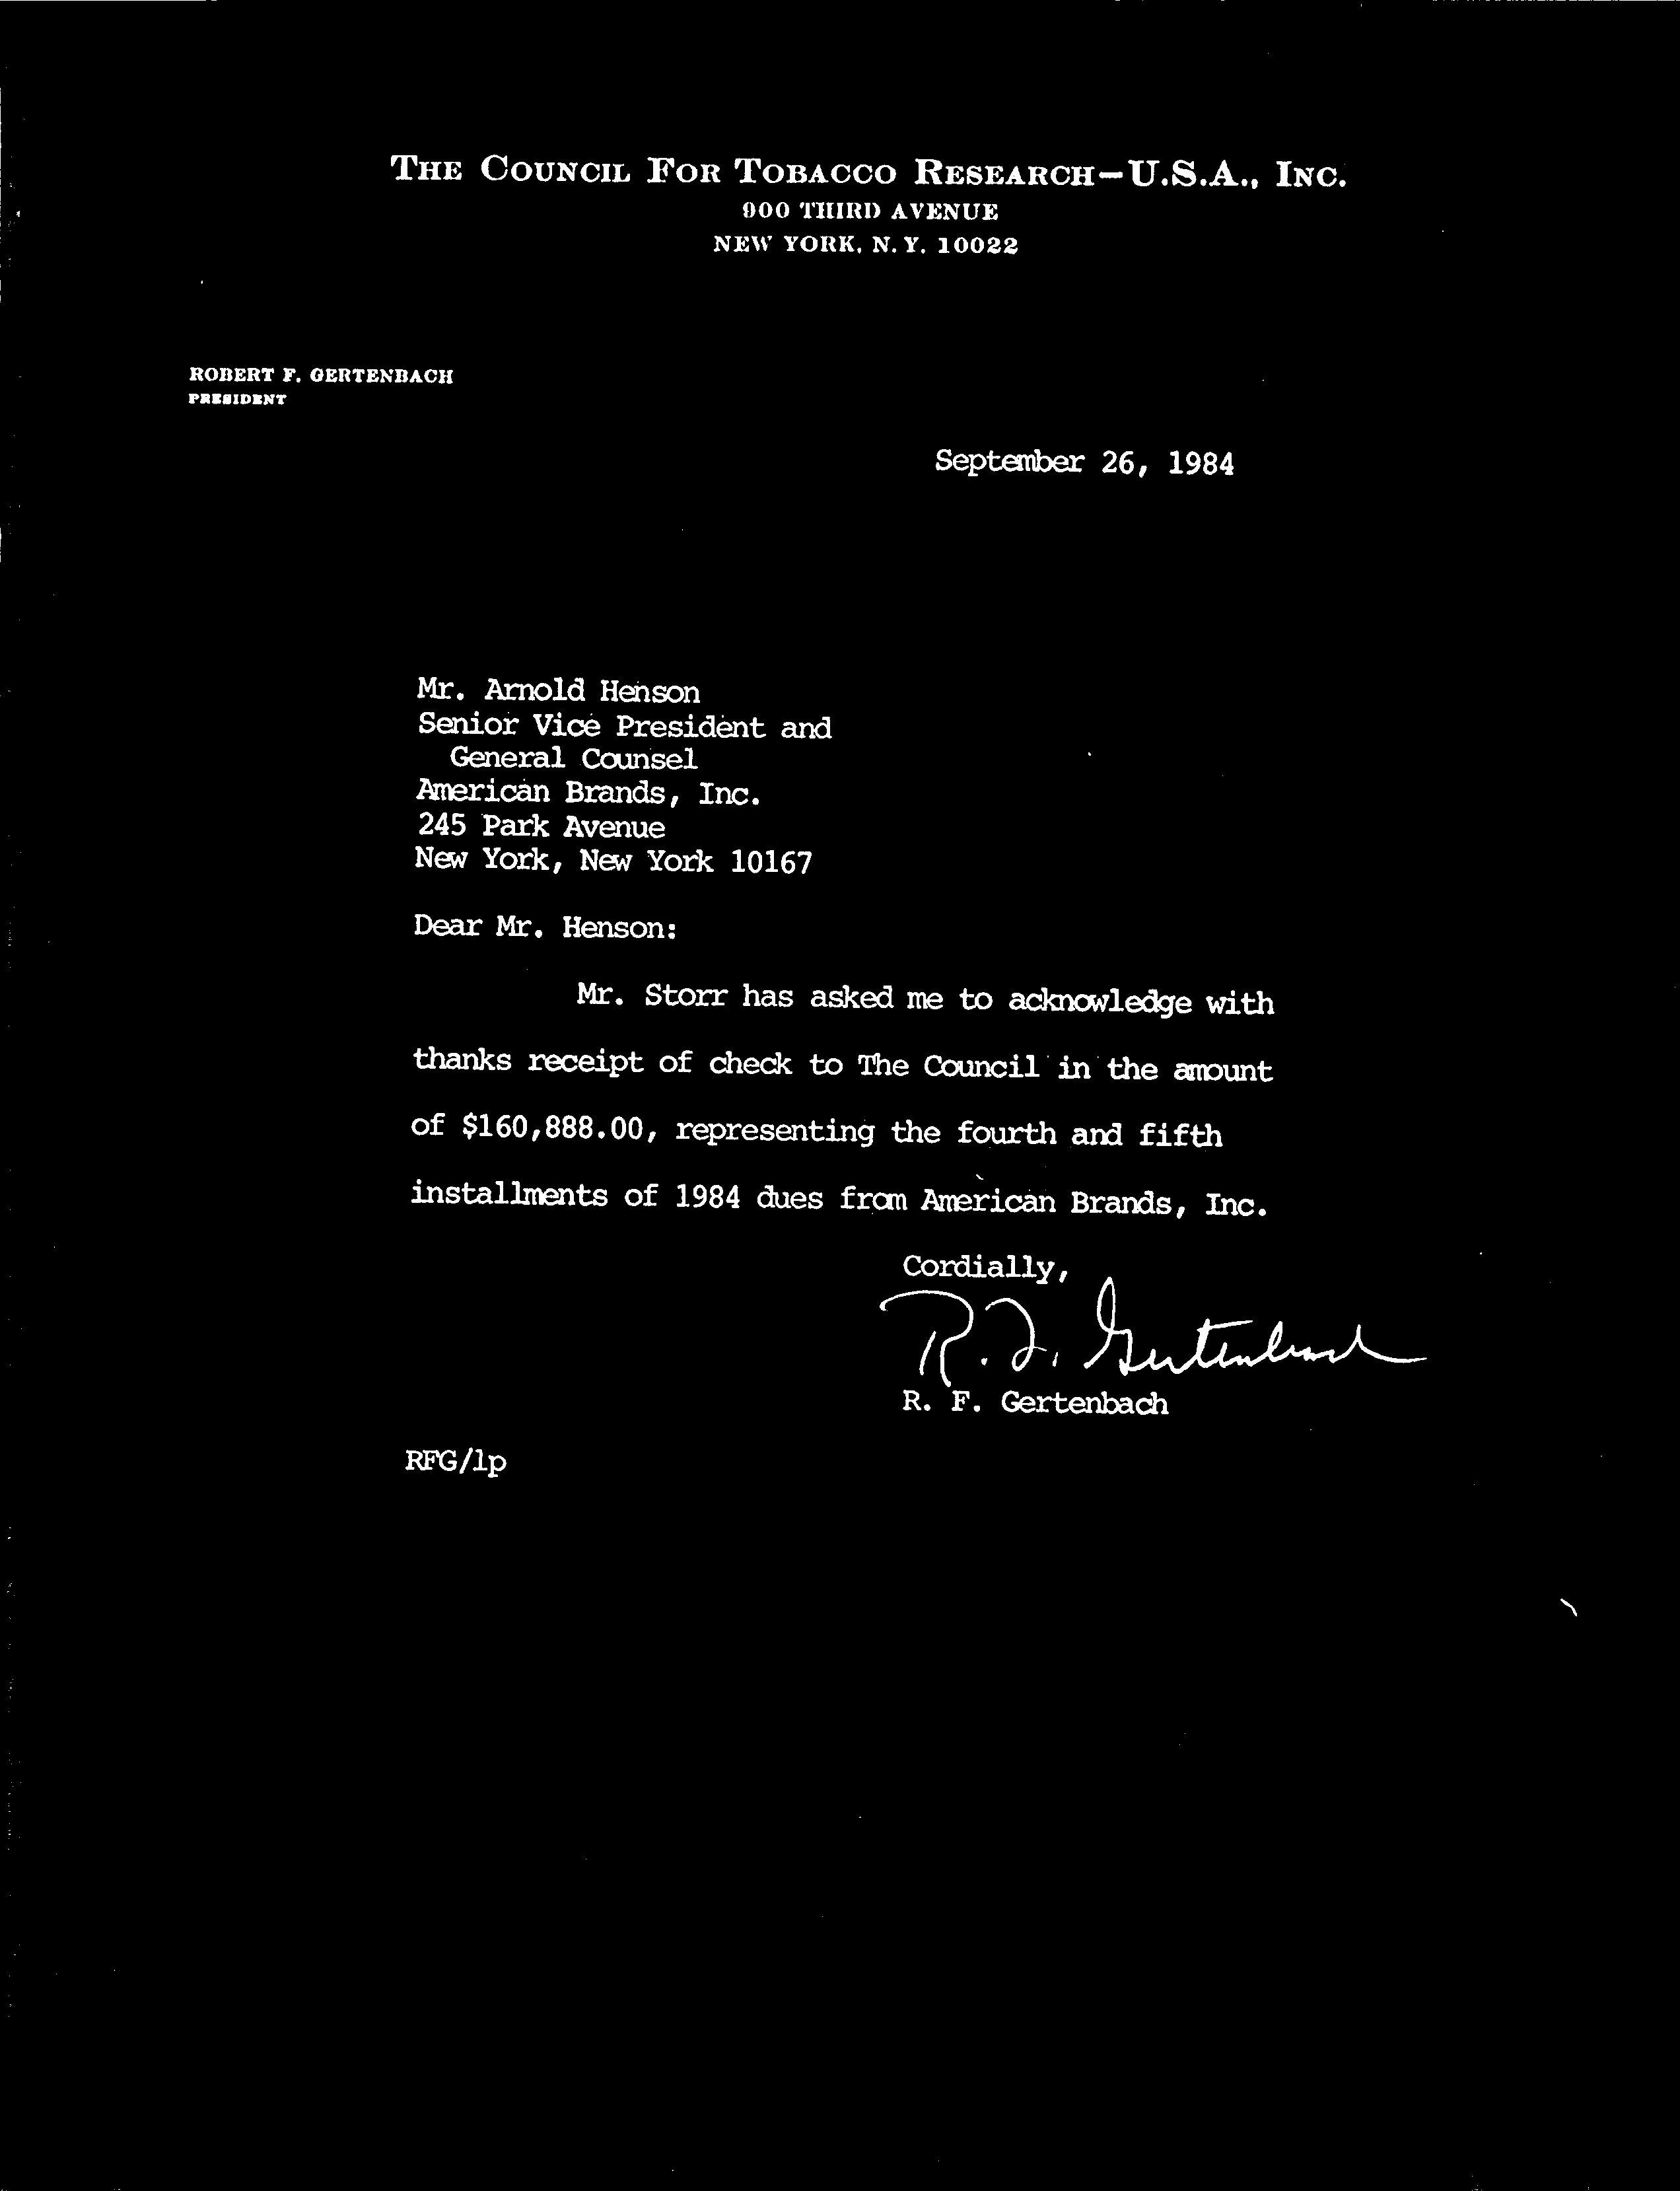 THE COUNCIL FOR TOBACCO RESEARCH—U.S.A., INC.
900 THIRD AVENUE
NEW YORK, N.Y. 10022
ROBERT F. GERTENBACH
PRESIDENT
September 26, 1984
Mr. Arnold Henson
Senior Vice President and
General Counsel
American Brands, Inc.
245 Park Avenue
New York, New York 10167
Dear Mr. Henson:
Mr. Storr has asked me to acknowledge with
thanks receipt of check to The Council in the amount
of $160,888.00, representing the fourth and fifth
installments of 1984 dues from American Brands, Inc.
Cordially,
R. F. Gertenbach
R. F. Gertenbach
RFG/lp